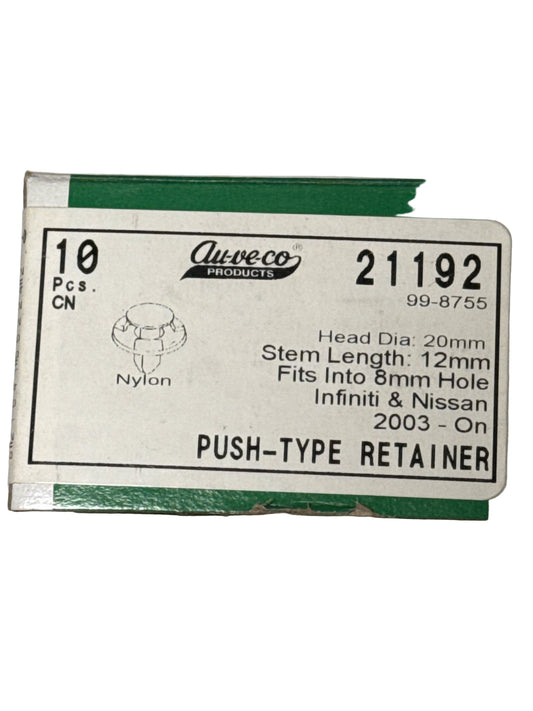 10
Pcs.
CN
Au-ve-co®
PRODUCTS
21192
99-8755
Nylon
Head Dia: 20mm
Stem Length: 12mm
Fits Into 8mm Hole
Infiniti & Nissan
2003 - On
PUSH-TYPE RETAINER